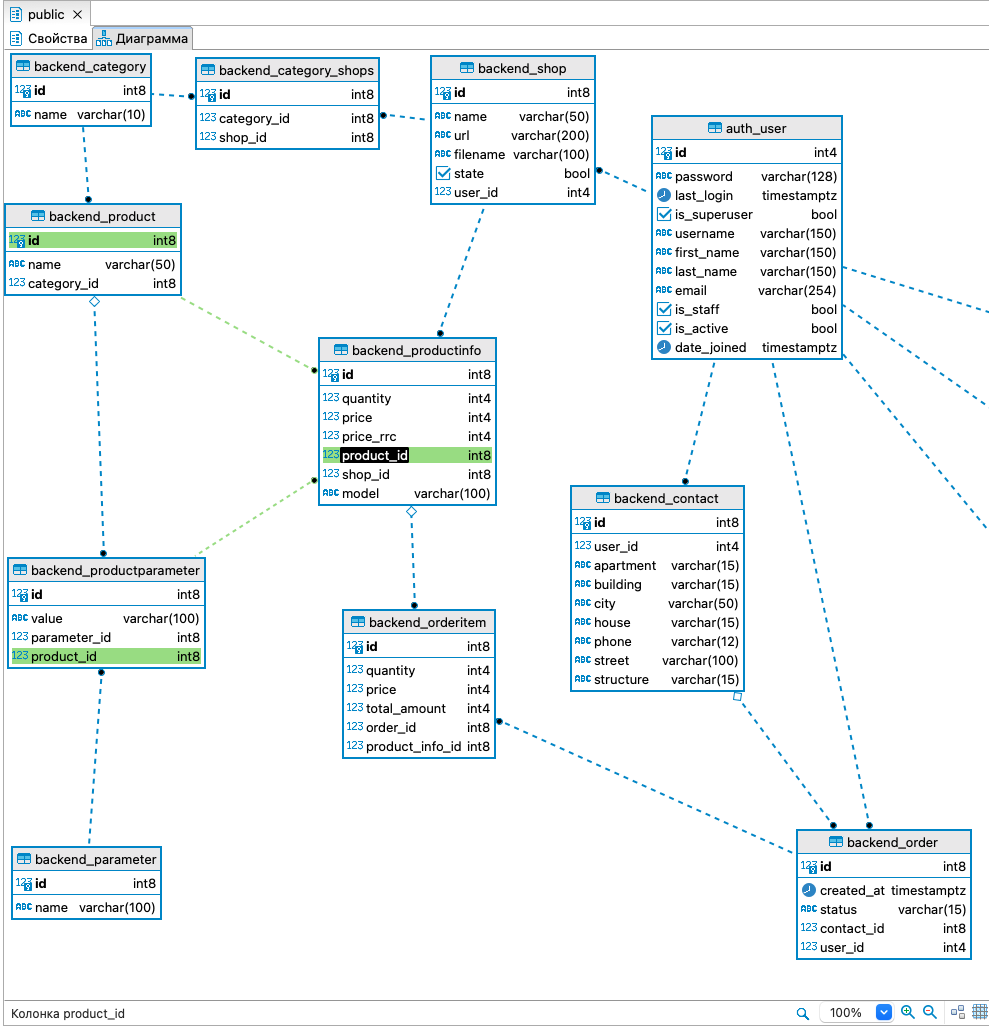 public
Свойства
Диаграмма
backend_category
id int8
name varchar(10)
backend_category_shops
id int8
category_id int8
shop_id int8
backend_shop
id int8
name varchar(50)
url varchar(200)
filename varchar(100)
state bool
user_id int4
auth_user
id int4
password varchar(128)
last_login timestamptz
is_superuser bool
username varchar(150)
first_name varchar(150)
last_name varchar(150)
email varchar(254)
is_staff bool
is_active bool
date_joined timestamptz
backend_product
id int8
name varchar(50)
category_id int8
backend_productinfo
id int8
quantity int4
price int4
price_rrc int4
product_id int8
shop_id int8
model varchar(100)
backend_contact
id int8
user_id int4
apartment varchar(15)
building varchar(15)
city varchar(50)
house varchar(15)
phone varchar(12)
street varchar(100)
structure varchar(15)
backend_productparameter
id int8
value varchar(100)
parameter_id int8
product_id int8
backend_orderitem
id int8
quantity int4
price int4
total_amount int4
order_id int8
product_info_id int8
backend_parameter
id int8
name varchar(100)
backend_order
id int8
created_at timestamptz
status varchar(15)
contact_id int8
user_id int4
Колонка product_id
100%